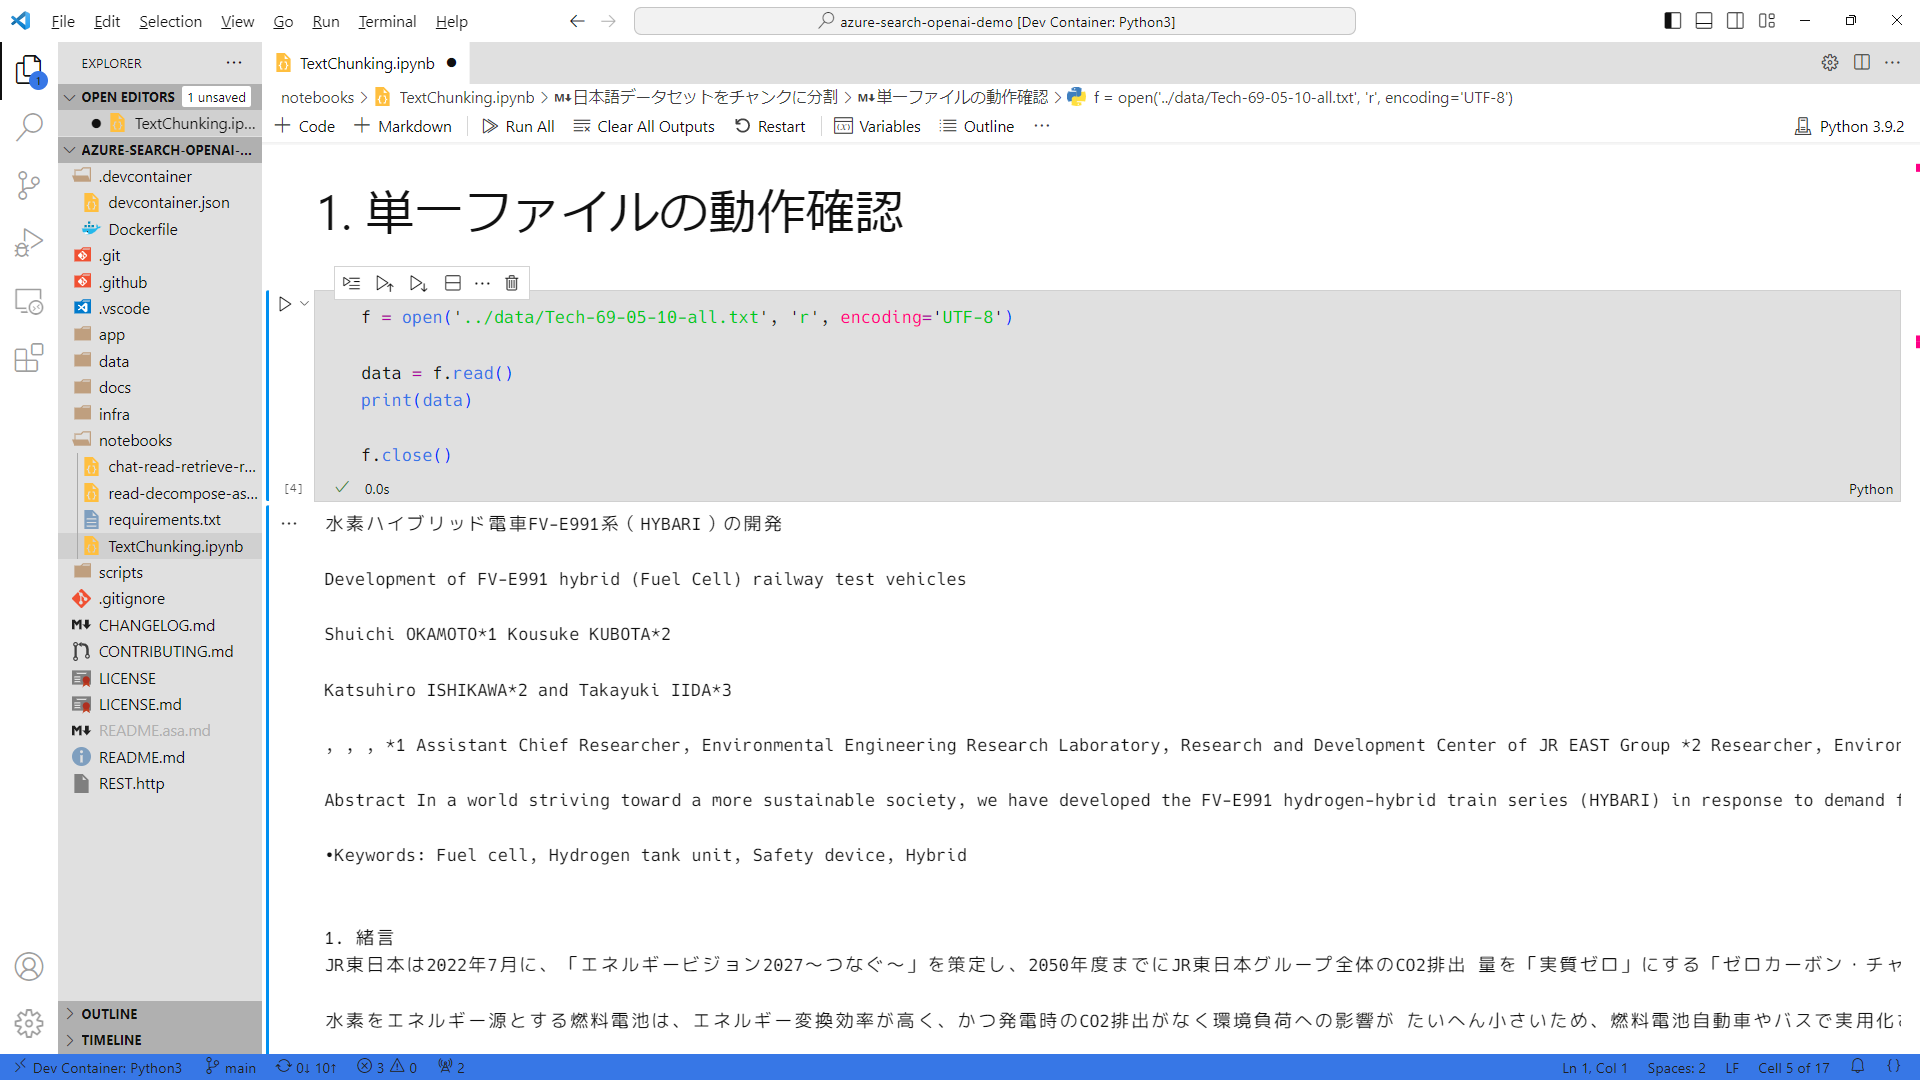 File Edit Selection View Go Run Terminal Help
azure-search-openai-demo [Dev Container: Python3]
EXPLORER
OPEN EDITORS 1 unsaved
TextChunking.ip...
AZURE-SEARCH-OPENAI-...
.devcontainer
devcontainer.json
Dockerfile
.git
.github
.vscode
app
data
docs
infra
notebooks
chat-read-retrieve-r...
read-decompose-as...
requirements.txt
TextChunking.ipynb
scripts
.gitignore
CHANGELOG.md
CONTRIBUTING.md
LICENSE
LICENSE.md
README.asa.md
README.md
REST.http
OUTLINE
TIMELINE
TextChunking.ipynb
notebooks > TextChunking.ipynb > 日本語データセットをチャンクに分割 > 単一ファイルの動作確認 > f = open('../data/Tech-69-05-10-all.txt', 'r', encoding='UTF-8')
Code Markdown Run All Clear All Outputs Restart Variables Outline ...
Python 3.9.2
1. 単一ファイルの動作確認
f = open('../data/Tech-69-05-10-all.txt', 'r', encoding='UTF-8')
data = f.read()
print(data)
f.close()
[4] 0.0s Python
水素ハイブリッド電車FV-E991系（HYBARI）の開発
Development of FV-E991 hybrid (Fuel Cell) railway test vehicles
Shuichi OKAMOTO*1 Kousuke KUBOTA*2
Katsuhiro ISHIKAWA*2 and Takayuki IIDA*3
, , , *1 Assistant Chief Researcher, Environmental Engineering Research Laboratory, Research and Development Center of JR EAST Group *2 Researcher, Environ
Abstract In a world striving toward a more sustainable society, we have developed the FV-E991 hydrogen-hybrid train series (HYBARI) in response to demand f
•Keywords: Fuel cell, Hydrogen tank unit, Safety device, Hybrid
1. 緒言
JR東日本は2022年7月に、「エネルギービジョン2027～つなぐ～」を策定し、2050年度までにJR東日本グループ全体のCO2排出 量を「実質ゼロ」にする「ゼロカーボン・チャ
水素をエネルギー源とする燃料電池は、エネルギー変換効率が高く、かつ発電時のCO2排出がなく環境負荷への影響が たいへん小さいため、燃料電池自動車やバスで実用化さ
Dev Container: Python3 main 0↓ 10↑ 3 0 2
Ln 1, Col 1 Spaces: 2 LF Cell 5 of 17